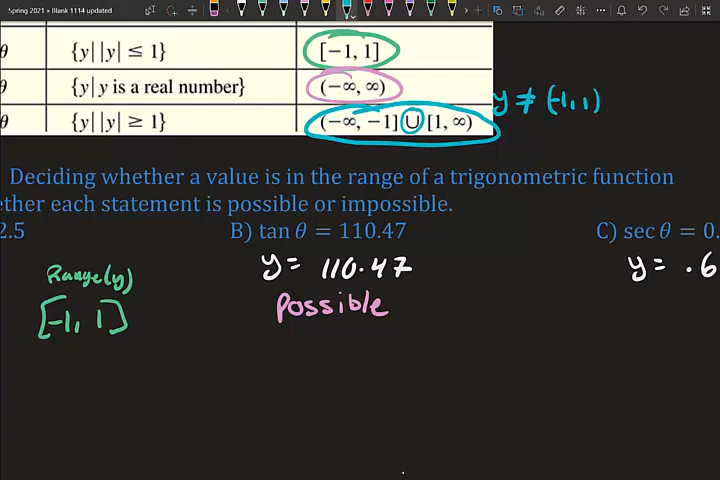 Spring 2021 » Blank 1114 updated
θ {y| |y| ≤ 1} [−1, 1]
θ {y| y is a real number} (−∞, ∞)
θ {y| |y| ≥ 1} (−∞, −1] ∪ [1, ∞)
y ≠ (-1, 1)
Deciding whether a value is in the range of a trigonometric function
ether each statement is possible or impossible.
2.5 B) tan θ = 110.47 C) sec θ = 0.
Range(y) y = 110.47 y = .6
[-1, 1] possible